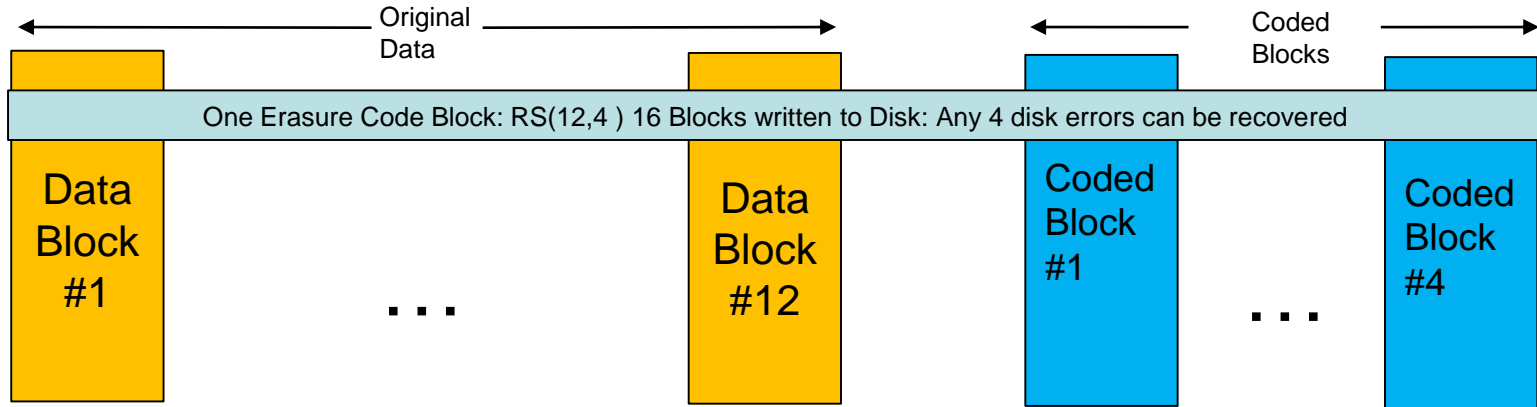 Original
Data
Coded
Blocks
One Erasure Code Block: RS(12,4 ) 16 Blocks written to Disk: Any 4 disk errors can be recovered
Data
Block
#1
. . .
Data
Block
#12
Coded
Block
#1
. . .
Coded
Block
#4